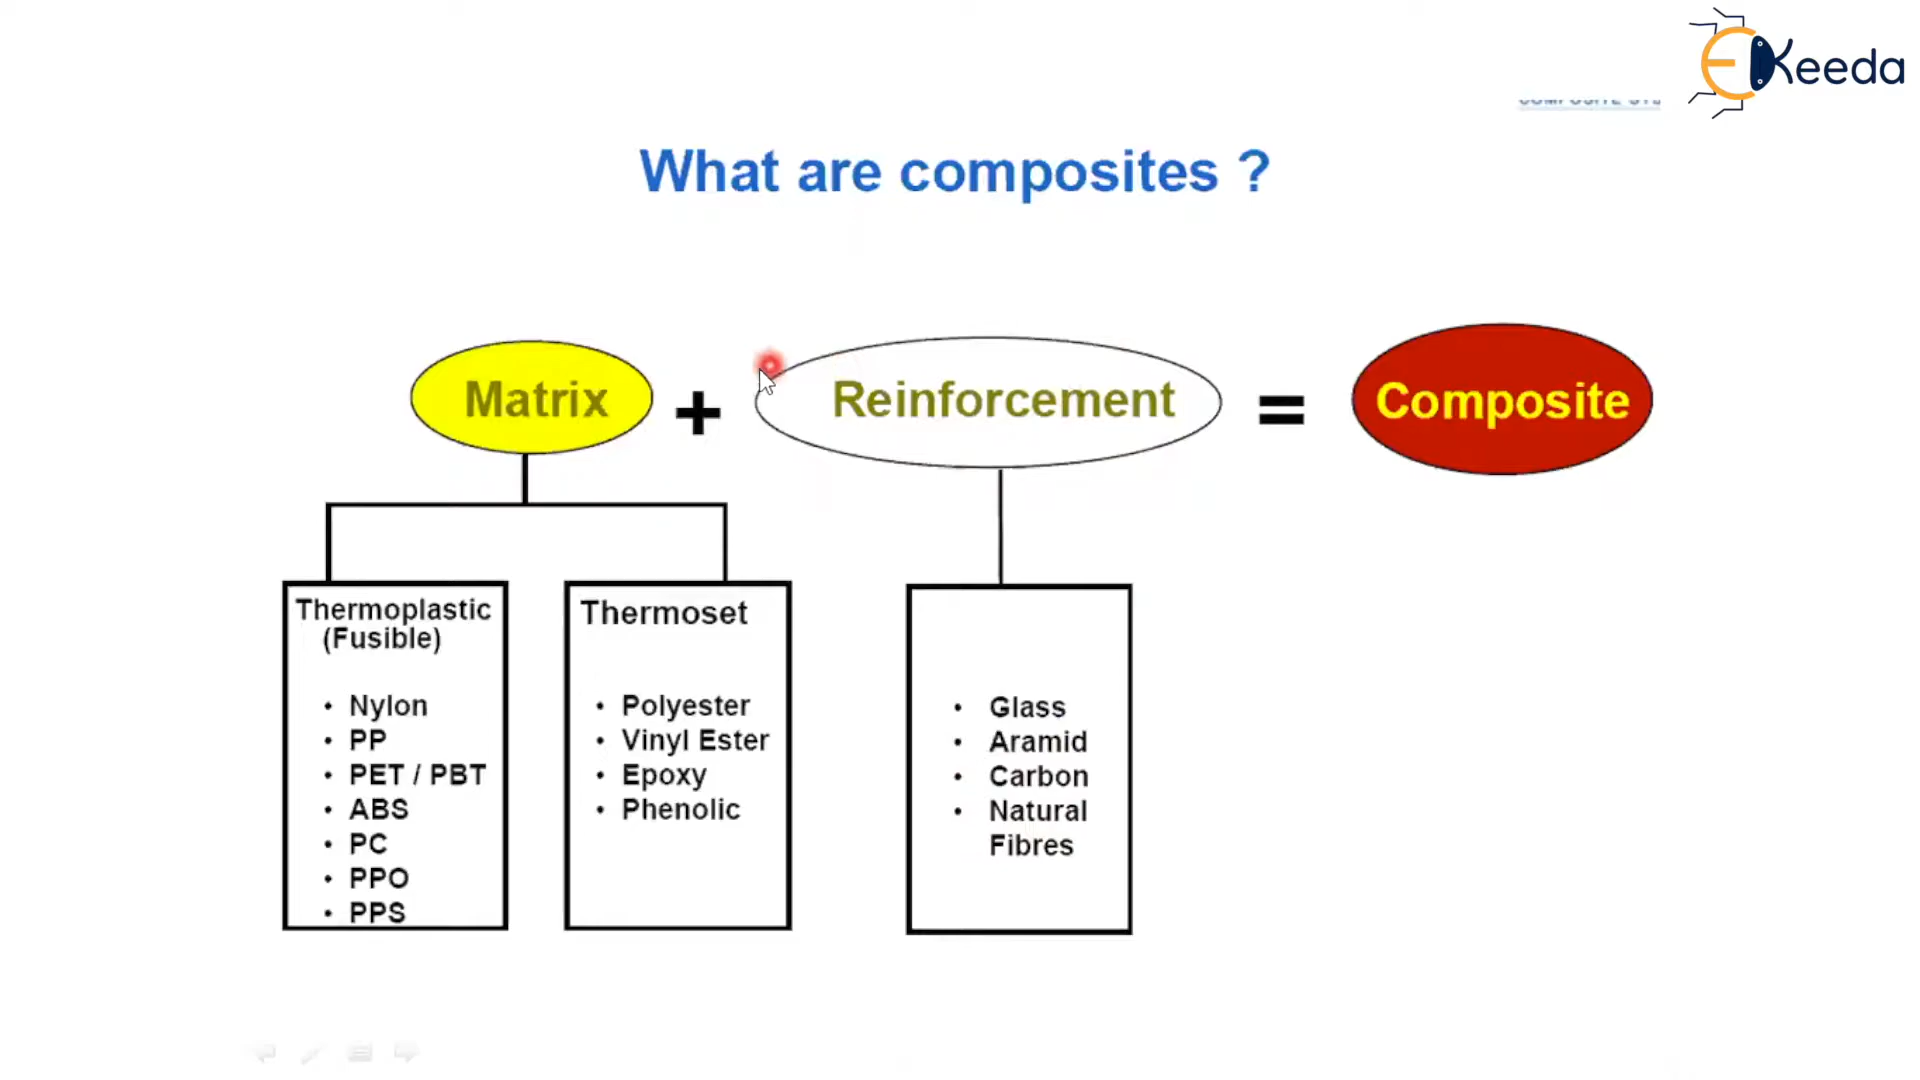 EKeeda
What are composites ?
Matrix + Reinforcement = Composite
Thermoplastic
(Fusible)
• Nylon
• PP
• PET / PBT
• ABS
• PC
• PPO
• PPS
Thermoset
• Polyester
• Vinyl Ester
• Epoxy
• Phenolic
• Glass
• Aramid
• Carbon
• Natural
Fibres